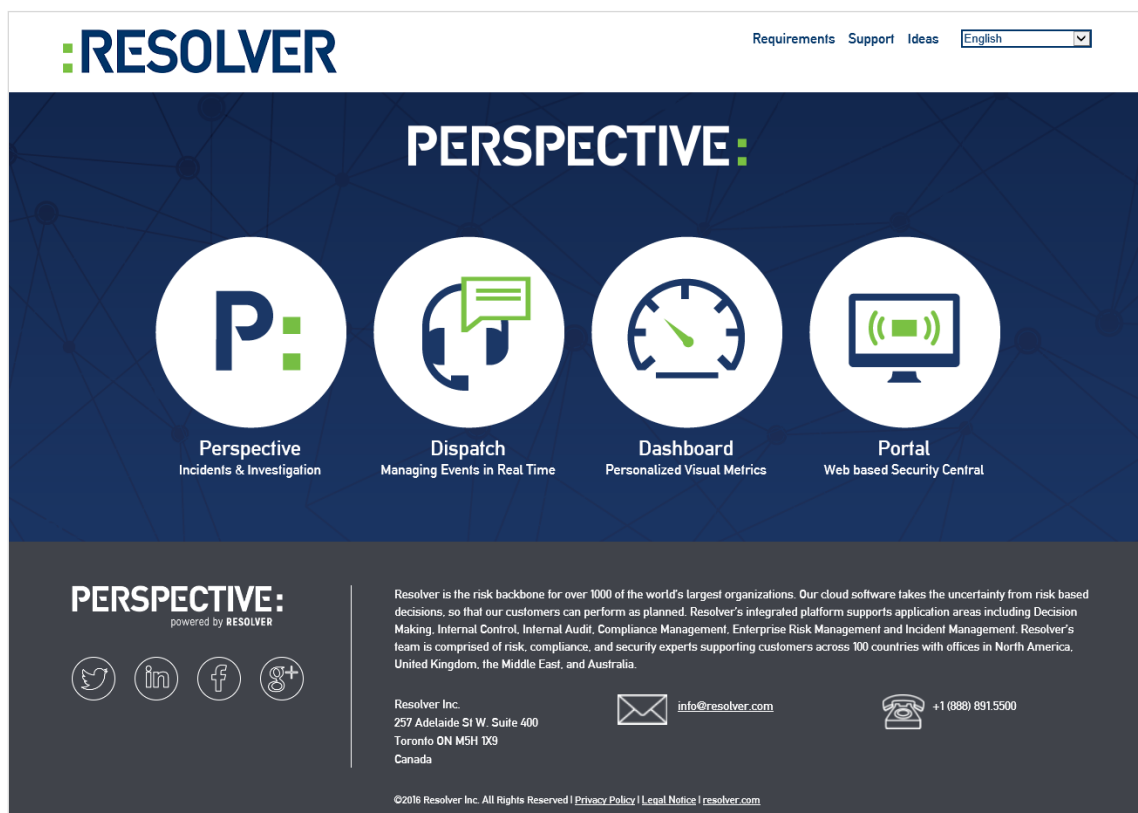 :RESOLVER
Requirements Support Ideas English
PERSPECTIVE:
P:
Perspective
Incidents & Investigation
Dispatch
Managing Events in Real Time
Dashboard
Personalized Visual Metrics
Portal
Web based Security Central
PERSPECTIVE:
powered by RESOLVER
in
f
g+
Resolver is the risk backbone for over 1000 of the world's largest organizations. Our cloud software takes the uncertainty from risk based
decisions, so that our customers can perform as planned. Resolver's integrated platform supports application areas including Decision
Making, Internal Control, Internal Audit, Compliance Management, Enterprise Risk Management and Incident Management. Resolver's
team is comprised of risk, compliance, and security experts supporting customers across 100 countries with offices in North America,
United Kingdom, the Middle East, and Australia.
Resolver Inc.
257 Adelaide St W. Suite 400
Toronto ON M5H 1X9
Canada
info@resolver.com
+1 (888) 891.5500
©2016 Resolver Inc. All Rights Reserved | Privacy Policy | Legal Notice | resolver.com